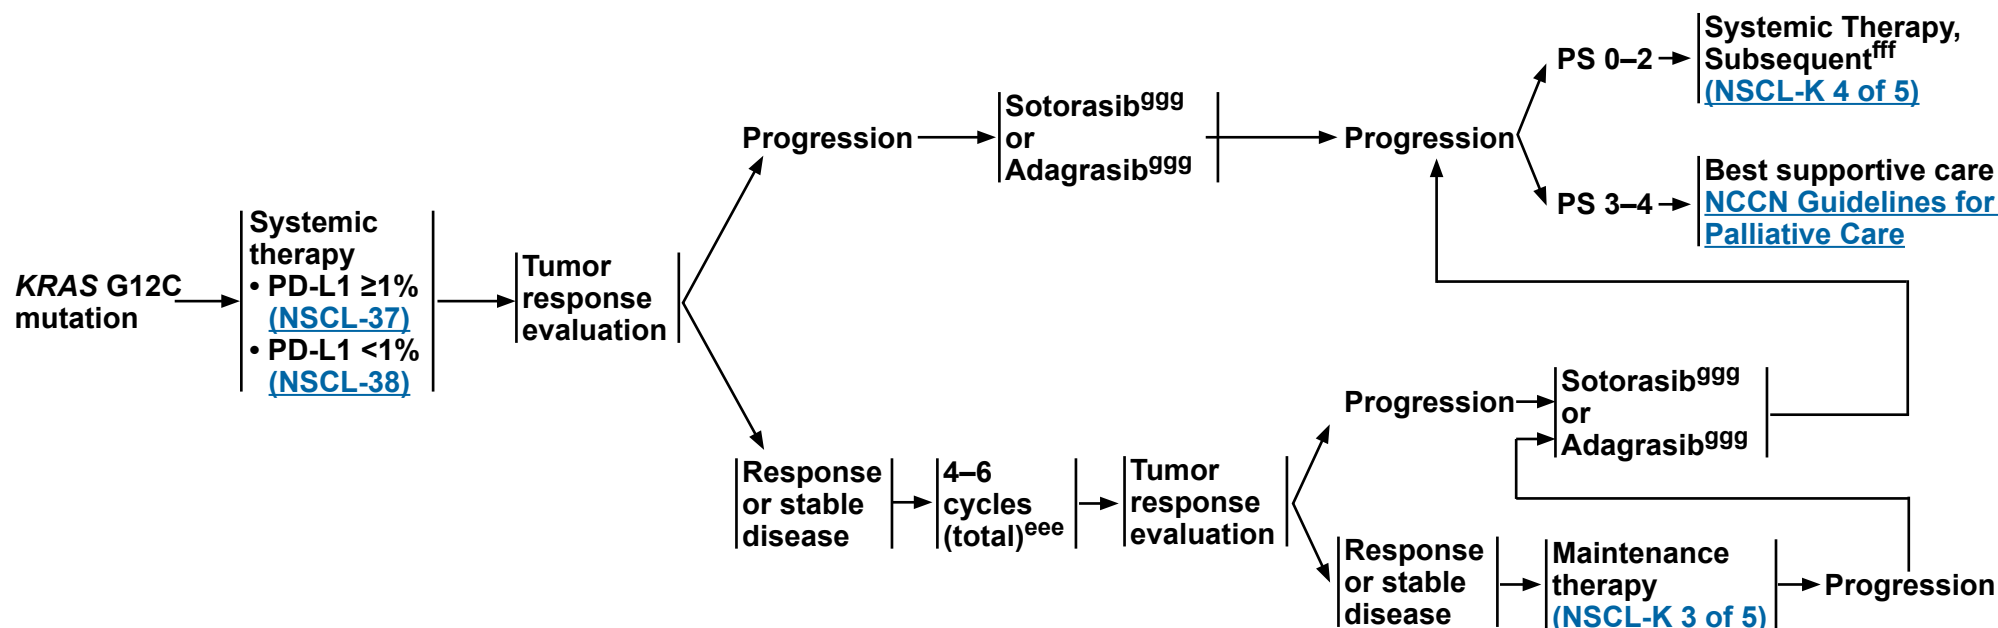 KRAS G12C
mutation
Systemic
therapy
• PD-L1 ≥1%
(NSCL-37)
• PD-L1 <1%
(NSCL-38)
Tumor
response
evaluation
Progression
Sotorasibggg
or
Adagrasibggg
Progression
PS 0–2
Systemic Therapy,
Subsequentfff
(NSCL-K 4 of 5)
PS 3–4
Best supportive care
NCCN Guidelines for
Palliative Care
Response
or stable
disease
4–6
cycles
(total)eee
Tumor
response
evaluation
Progression
Sotorasibggg
or
Adagrasibggg
Response
or stable
disease
Maintenance
therapy
(NSCL-K 3 of 5)
Progression